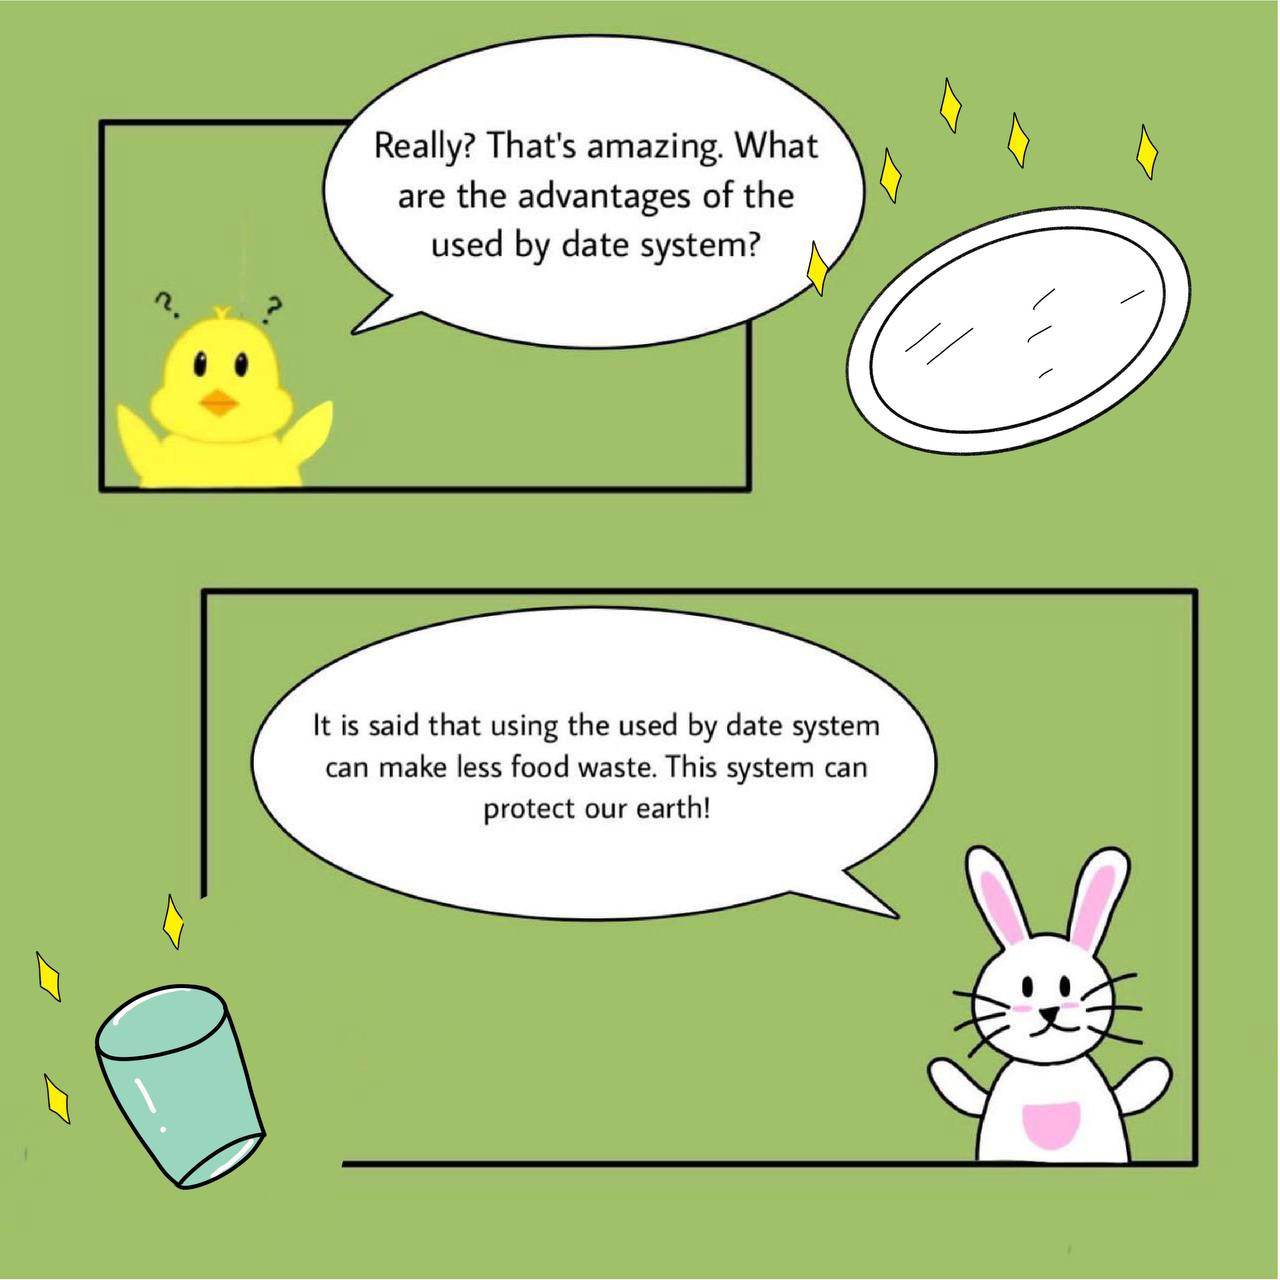 Really? That's amazing. What
are the advantages of the
used by date system?
? ?
It is said that using the used by date system
can make less food waste. This system can
protect our earth!